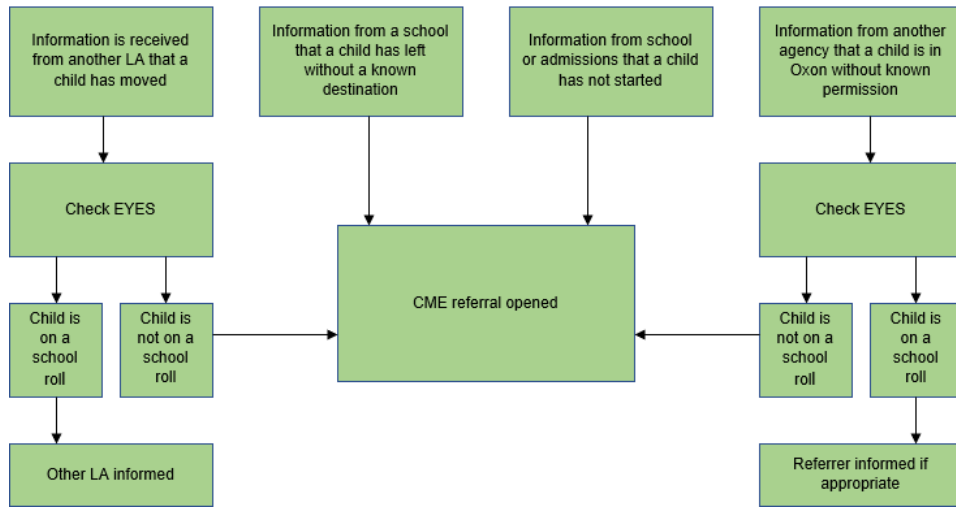 Information is received
from another LA that a
child has moved
Information from a school
that a child has left
without a known
destination
Information from school
or admissions that a child
has not started
Information from another
agency that a child is in
Oxon without known
permission
Check EYES
Check EYES
CME referral opened
Child is
on a
school
roll
Child is
not on a
school
roll
Child is
not on a
school
roll
Child is
on a
school
roll
Other LA informed
Referrer informed if
appropriate